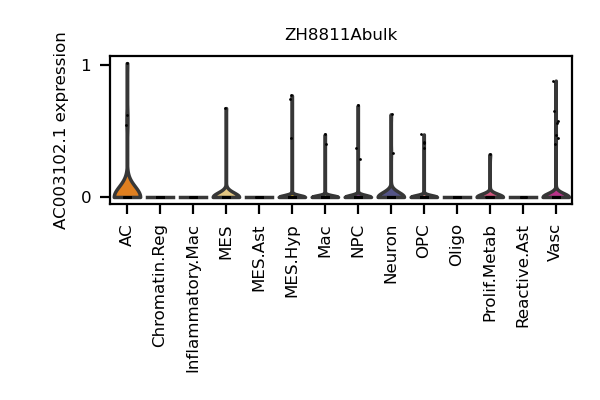 ZH8811Abulk
AC003102.1 expression
1
0
AC
Chromatin.Reg
Inflammatory.Mac
MES
MES.Ast
MES.Hyp
Mac
NPC
Neuron
OPC
Oligo
Prolif.Metab
Reactive.Ast
Vasc